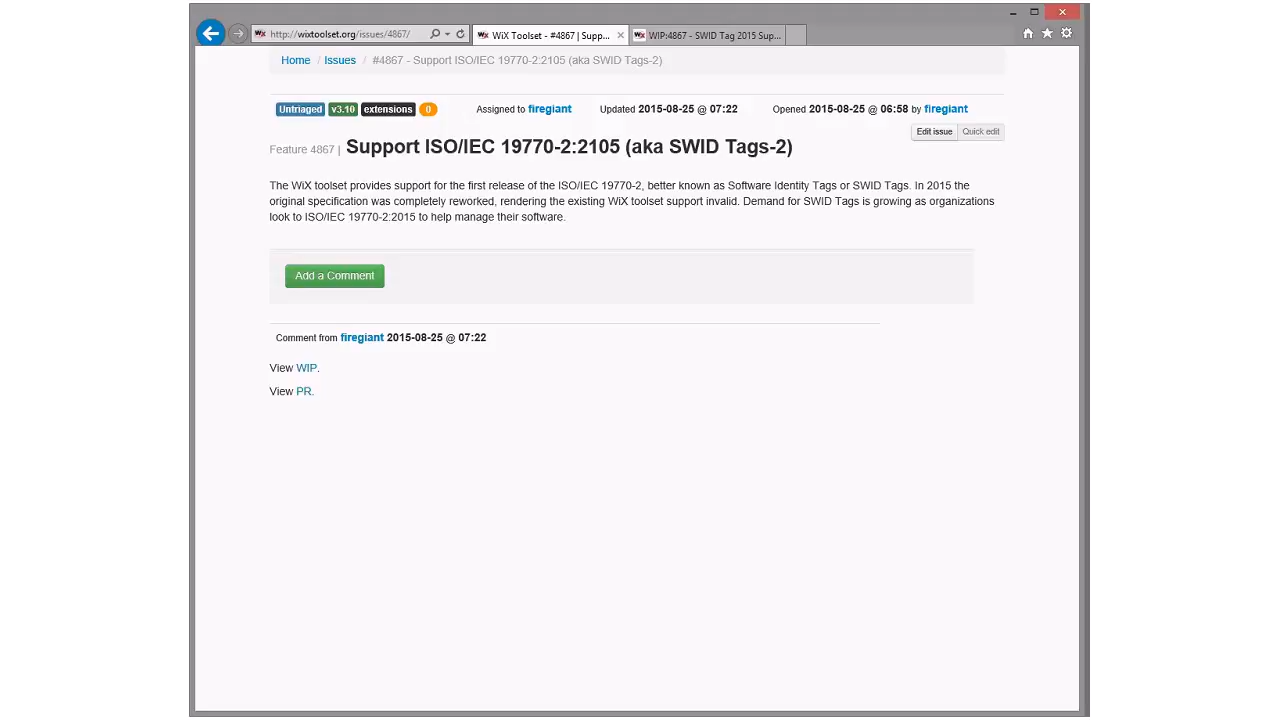 http://wixtoolset.org/issues/4867/
WiX Toolset - #4867 | Supp...
WIP:4867 - SWID Tag 2015 Sup...
Home / Issues / #4867 - Support ISO/IEC 19770-2:2105 (aka SWID Tags-2)
Untriaged v3.10 extensions 0 Assigned to firegiant Updated 2015-08-25 @ 07:22 Opened 2015-08-25 @ 06:58 by firegiant
Edit issue Quick edit
Feature 4867 | Support ISO/IEC 19770-2:2105 (aka SWID Tags-2)
The WiX toolset provides support for the first release of the ISO/IEC 19770-2, better known as Software Identity Tags or SWID Tags. In 2015 the
original specification was completely reworked, rendering the existing WiX toolset support invalid. Demand for SWID Tags is growing as organizations
look to ISO/IEC 19770-2:2015 to help manage their software.
Add a Comment
Comment from firegiant 2015-08-25 @ 07:22
View WIP.
View PR.